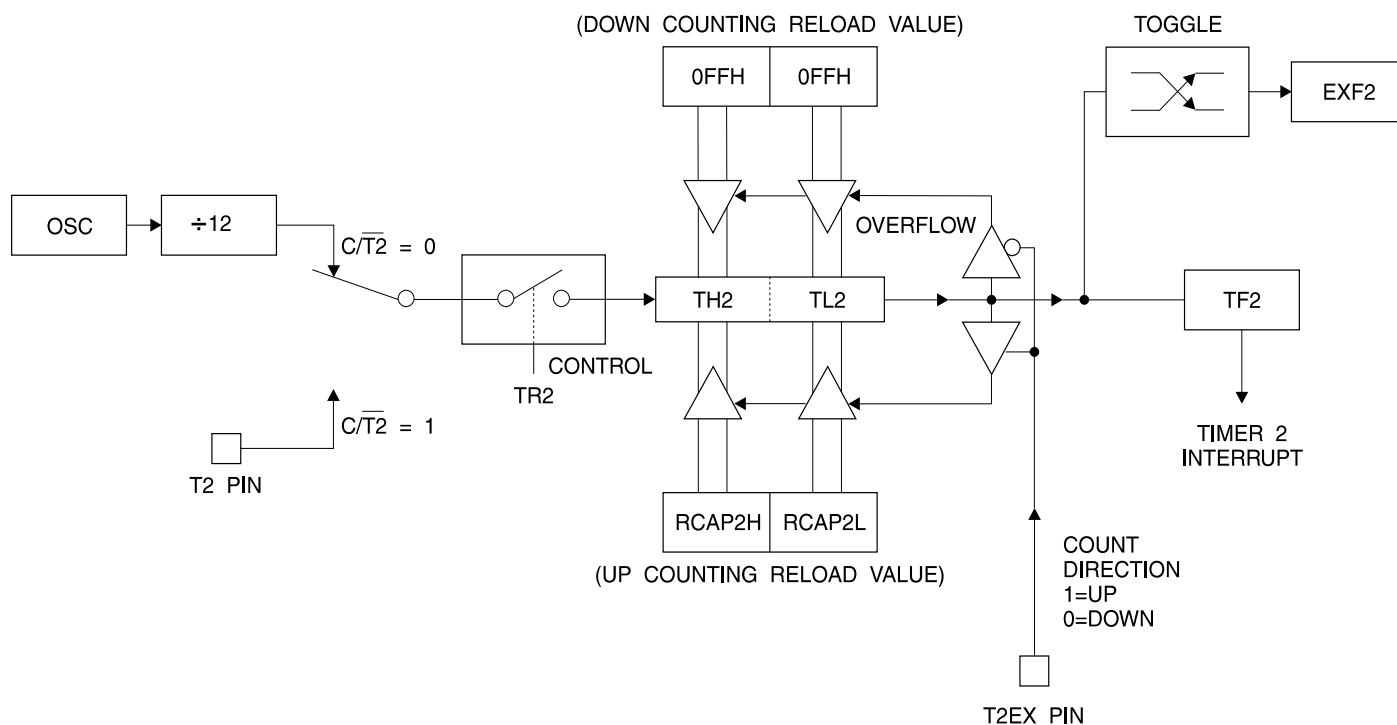 (DOWN COUNTING RELOAD VALUE)
TOGGLE
0FFH
0FFH
EXF2
OSC
÷12
C/T2̅ = 0
OVERFLOW
TH2
TL2
TF2
CONTROL
TR2
C/T2̅ = 1
T2 PIN
TIMER 2
INTERRUPT
RCAP2H
RCAP2L
(UP COUNTING RELOAD VALUE)
COUNT
DIRECTION
1=UP
0=DOWN
T2EX PIN